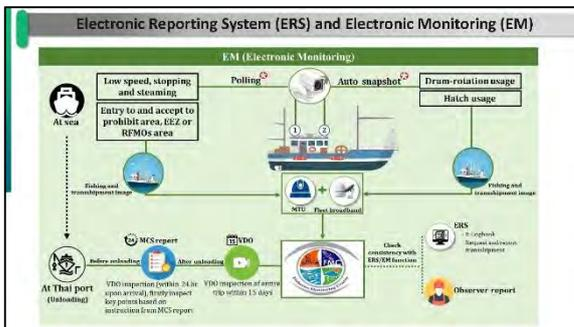 Electronic Reporting System (ERS) and Electronic Monitoring (EM)
EM (Electronic Monitoring)
Low speed, stopping
and steaming
Polling
Auto snapshot
Drum-rotation usage
Hatch usage
At sea
Entry to and accept to
prohibit area, EEZ or
RFMOs area
1
2
Fishing and
transshipment image
Fishing and
transshipment image
MTU
Fleet broadband
24
MCS report
15
VDO
Before unloading
After unloading
At Thai port
(Unloading)
VDO inspection (within 24 hr
upon arrival), firstly inspect
key points based on
instruction from MCS report
VDO inspection of entire
trip within 15 days
FMC
Check
consistency with
ERS/EM function
ERS
Request and report
transshipment
Observer report